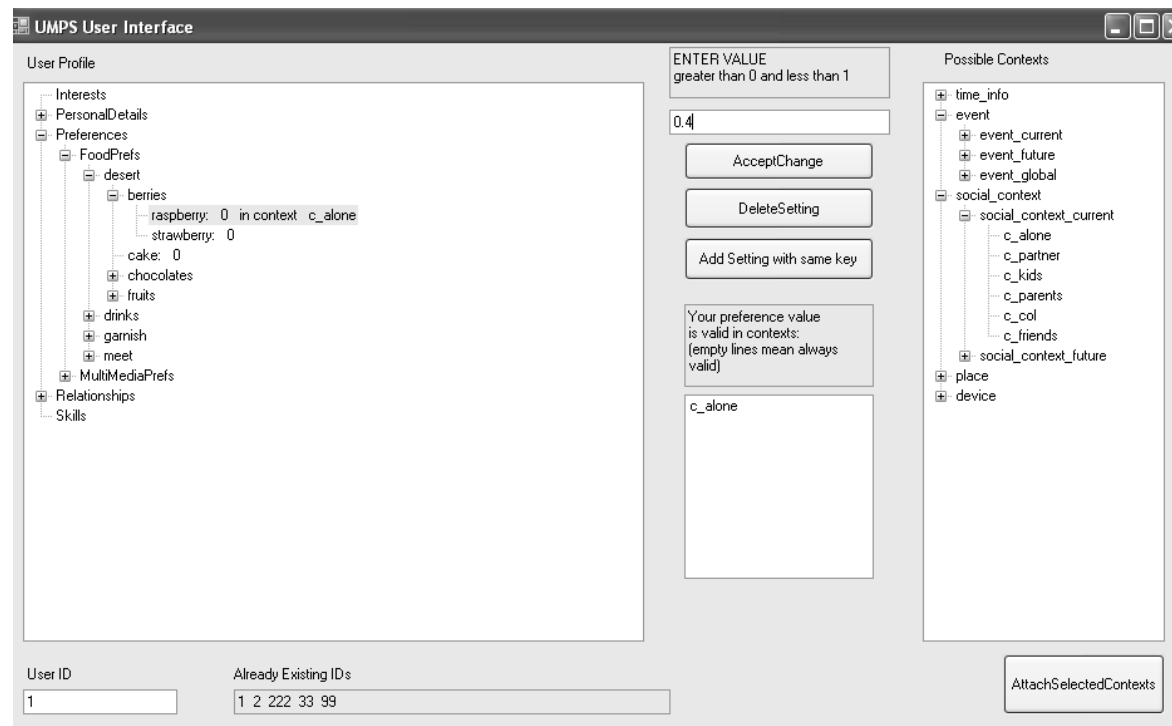 UMPS User Interface
User Profile
Interests
PersonalDetails
Preferences
FoodPrefs
desert
berries
raspberry: 0 in context c_alone
strawberry: 0
cake: 0
chocolates
fruits
drinks
garnish
meet
MultiMediaPrefs
Relationships
Skills
ENTER VALUE
greater than 0 and less than 1
0.4
AcceptChange
DeleteSetting
Add Setting with same key
Your preference value
is valid in contexts:
(empty lines mean always
valid)
c_alone
Possible Contexts
time_info
event
event_current
event_future
event_global
social_context
social_context_current
c_alone
c_partner
c_kids
c_parents
c_col
c_friends
social_context_future
place
device
User ID
1
Already Existing IDs
1 2 222 33 99
AttachSelectedContexts